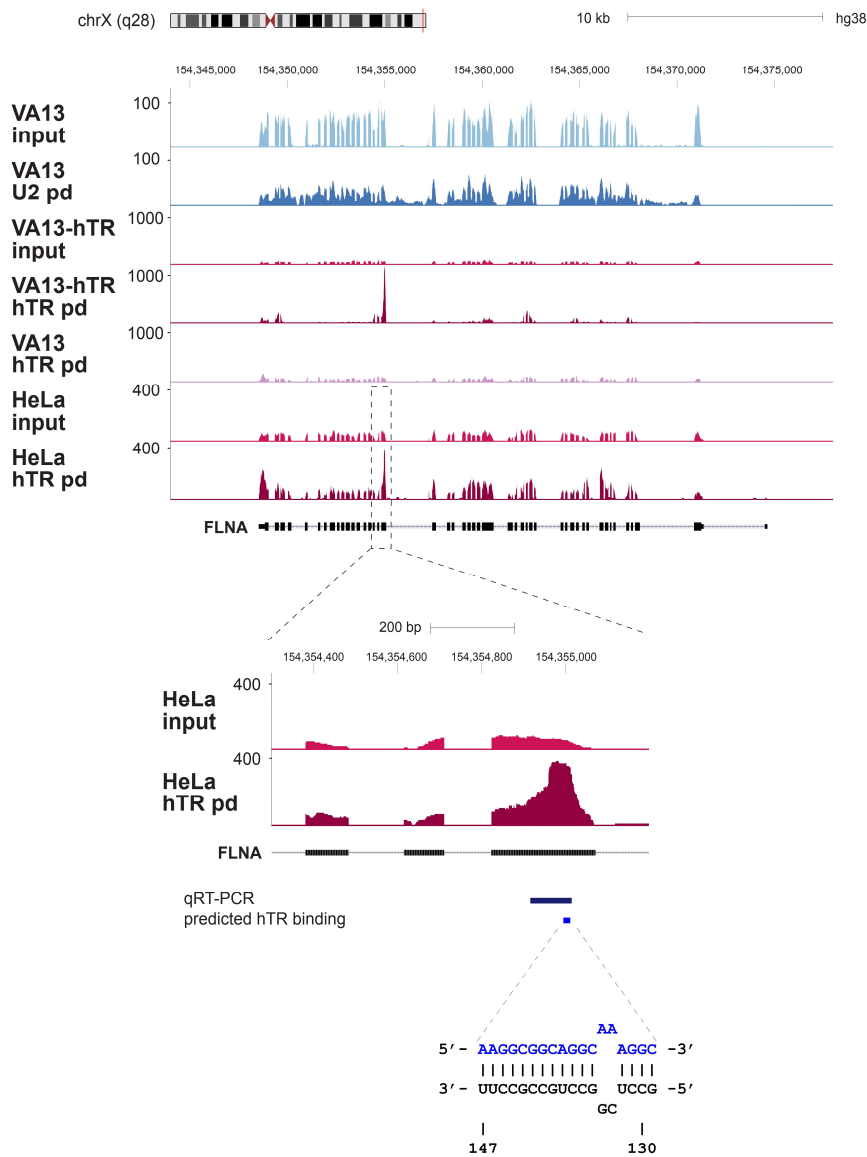 chrX (q28)
10 kb
hg38
154,345,000
154,350,000
154,355,000
154,360,000
154,365,000
154,370,000
154,375,000
VA13
input
100
VA13
U2 pd
100
VA13-hTR
input
1000
VA13-hTR
hTR pd
1000
VA13
hTR pd
1000
HeLa
input
400
HeLa
hTR pd
400
FLNA
200 bp
154,354,400
154,354,600
154,354,800
154,355,000
HeLa
input
400
HeLa
hTR pd
400
FLNA
qRT-PCR
predicted hTR binding
AA
5′- AAGGCGGCAGGC AGGC -3′
3′- UUCCGCCGUCCG UCCG -5′
GC
147 130